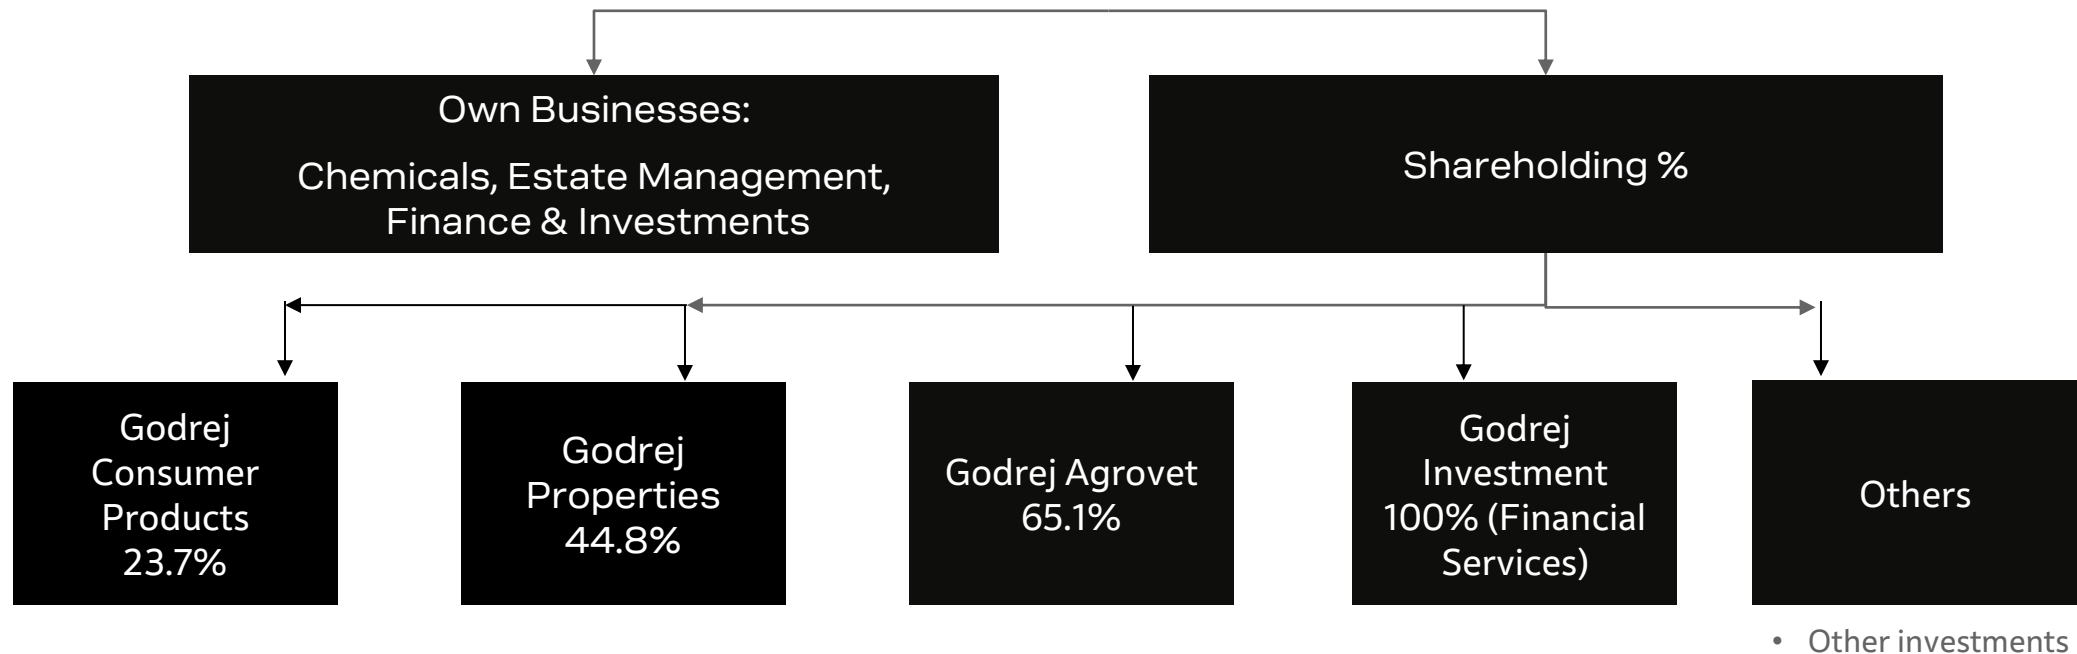 Own Businesses:
Chemicals, Estate Management,
Finance & Investments
Shareholding %
Godrej
Consumer
Products
23.7%
Godrej
Properties
44.8%
Godrej Agrovet
65.1%
Godrej
Investment
100% (Financial
Services)
Others
• Other investments